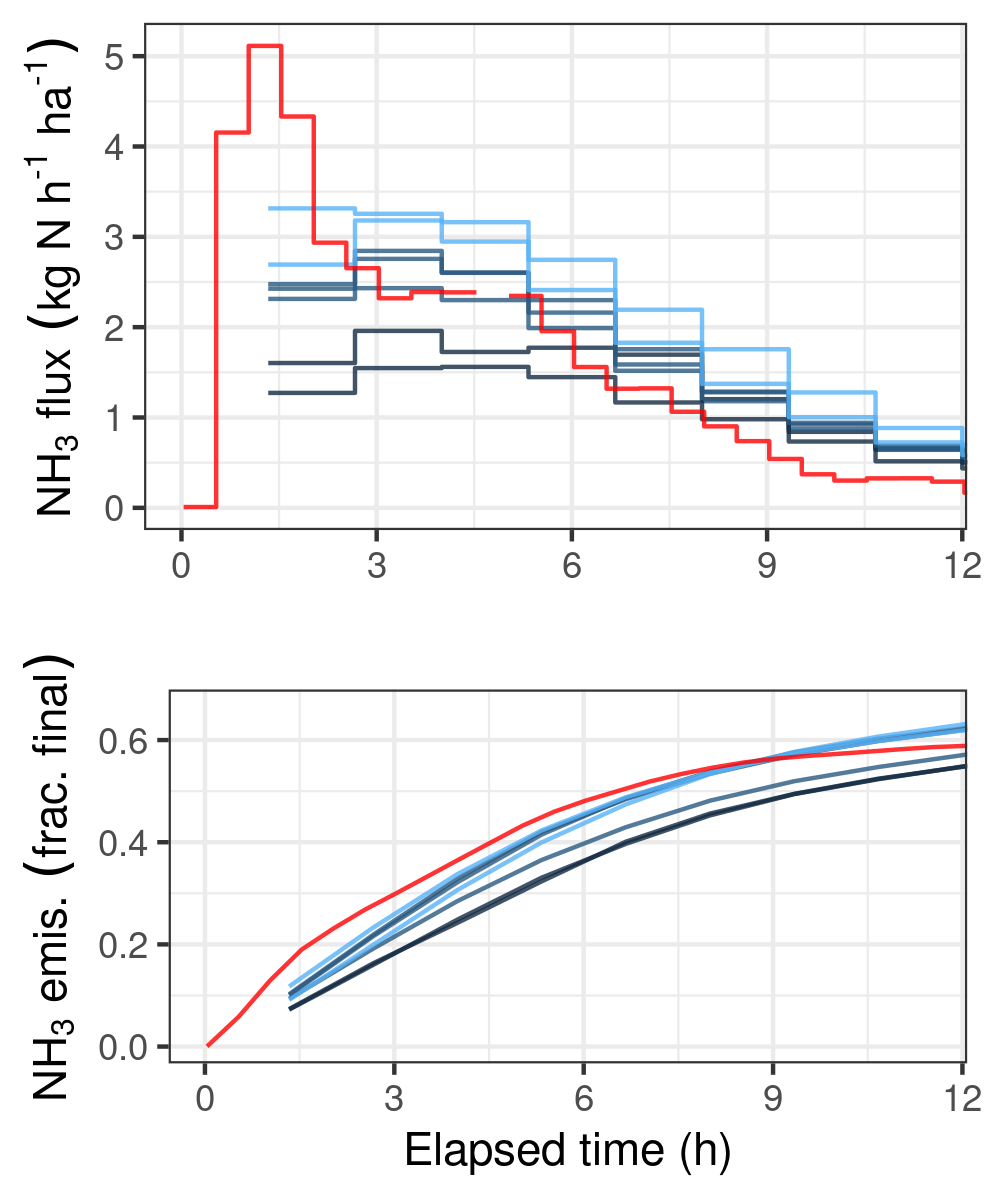 NH₃ flux (kg N h⁻¹ ha⁻¹)
5
4
3
2
1
0
0 3 6 9 12
NH₃ emis. (frac. final)
0.6
0.4
0.2
0.0
0 3 6 9 12
Elapsed time (h)